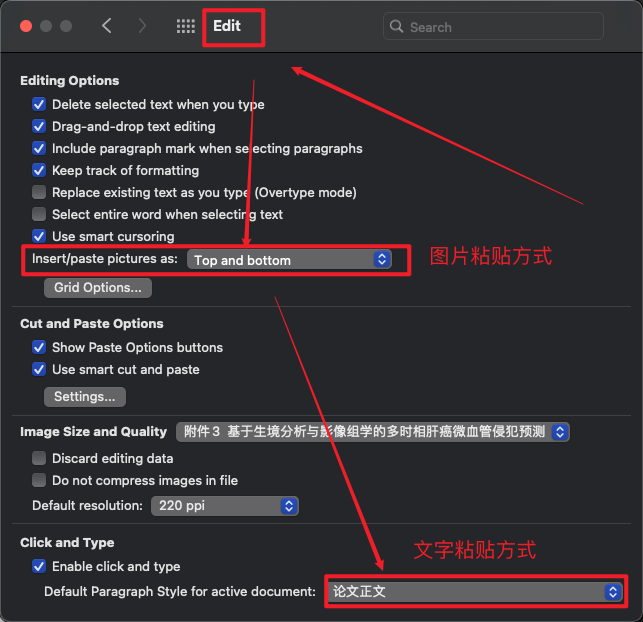 Edit
Search
Editing Options
Delete selected text when you type
Drag-and-drop text editing
Include paragraph mark when selecting paragraphs
Keep track of formatting
Replace existing text as you type (Overtype mode)
Select entire word when selecting text
Use smart cursoring
Insert/paste pictures as: Top and bottom
图片粘贴方式
Grid Options...
Cut and Paste Options
Show Paste Options buttons
Use smart cut and paste
Settings...
Image Size and Quality 附件3 基于生境分析与影像组学的多时相肝癌微血管侵犯预测
Discard editing data
Do not compress images in file
Default resolution: 220 ppi
Click and Type
文字粘贴方式
Enable click and type
Default Paragraph Style for active document: 论文正文